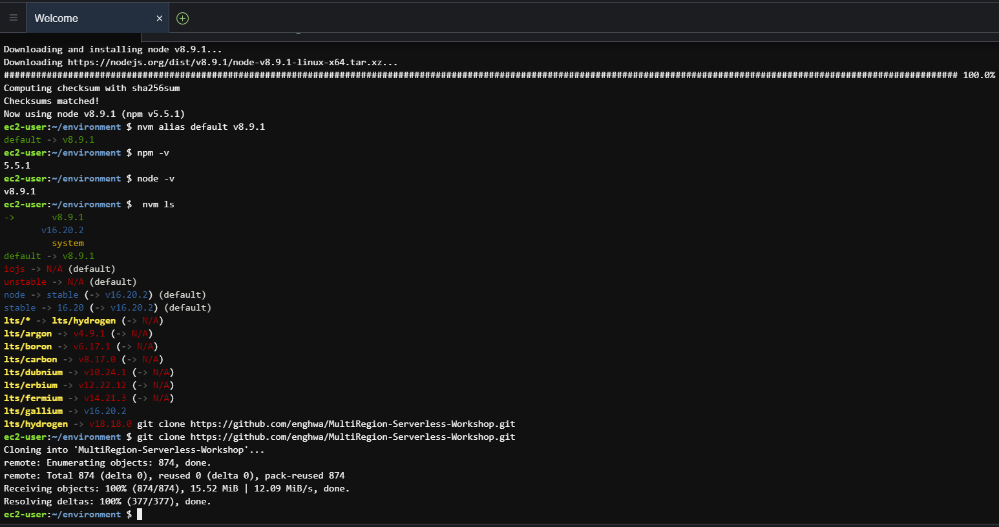 Welcome
Downloading and installing node v8.9.1...
Downloading https://nodejs.org/dist/v8.9.1/node-v8.9.1-linux-x64.tar.xz...
################################################################################################################################################################################### 100.0%
Computing checksum with sha256sum
Checksums matched!
Now using node v8.9.1 (npm v5.5.1)
ec2-user:~/environment $ nvm alias default v8.9.1
default -> v8.9.1
ec2-user:~/environment $ npm -v
5.5.1
ec2-user:~/environment $ node -v
v8.9.1
ec2-user:~/environment $  nvm ls
->       v8.9.1
       v16.20.2
         system
default -> v8.9.1
iojs -> N/A (default)
unstable -> N/A (default)
node -> stable (-> v16.20.2) (default)
stable -> 16.20 (-> v16.20.2) (default)
lts/* -> lts/hydrogen (-> N/A)
lts/argon -> v4.9.1 (-> N/A)
lts/boron -> v6.17.1 (-> N/A)
lts/carbon -> v8.17.0 (-> N/A)
lts/dubnium -> v10.24.1 (-> N/A)
lts/erbium -> v12.22.12 (-> N/A)
lts/fermium -> v14.21.3 (-> N/A)
lts/gallium -> v16.20.2
lts/hydrogen -> v18.18.0 git clone https://github.com/enghwa/MultiRegion-Serverless-Workshop.git
ec2-user:~/environment $ git clone https://github.com/enghwa/MultiRegion-Serverless-Workshop.git
Cloning into 'MultiRegion-Serverless-Workshop'...
remote: Enumerating objects: 874, done.
remote: Total 874 (delta 0), reused 0 (delta 0), pack-reused 874
Receiving objects: 100% (874/874), 15.52 MiB | 12.09 MiB/s, done.
Resolving deltas: 100% (377/377), done.
ec2-user:~/environment $